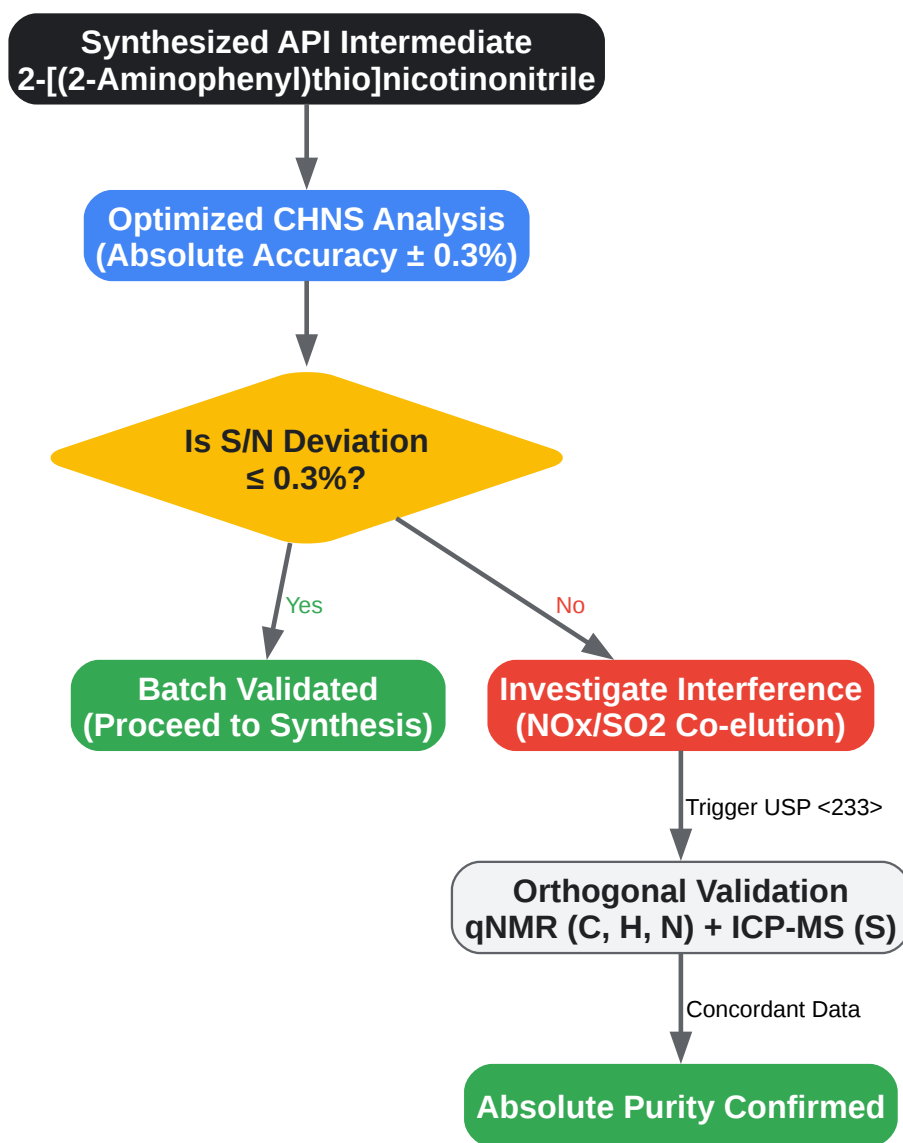 Synthesized API Intermediate
2-[(2-Aminophenyl)thio]nicotinonitrile
Optimized CHNS Analysis
(Absolute Accuracy ± 0.3%)
Is S/N Deviation
≤ 0.3%?
Yes
No
Batch Validated
(Proceed to Synthesis)
Investigate Interference
(NOx/SO2 Co-elution)
Trigger USP <233>
Orthogonal Validation
qNMR (C, H, N) + ICP-MS (S)
Concordant Data
Absolute Purity Confirmed